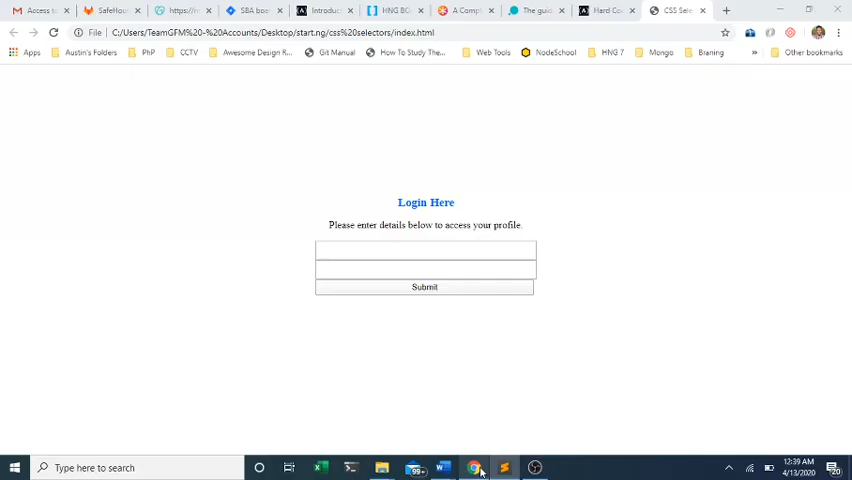 Access to
SafeHou
https://r
SBA boa
Introduc
HNG BO
A Compl
The guid
Hard Co
CSS Sele
File
C:/Users/TeamGFM%20-%20Accounts/Desktop/start.ng/css%20selectors/index.html
Apps
Austin's Folders
PhP
CCTV
Awesome Design R...
Git Manual
How To Study The...
Web Tools
NodeSchool
HNG 7
Mongo
Braning
»
Other bookmarks
Login Here
Please enter details below to access your profile.
Submit
Type here to search
99+
12:39 AM
4/13/2020
20